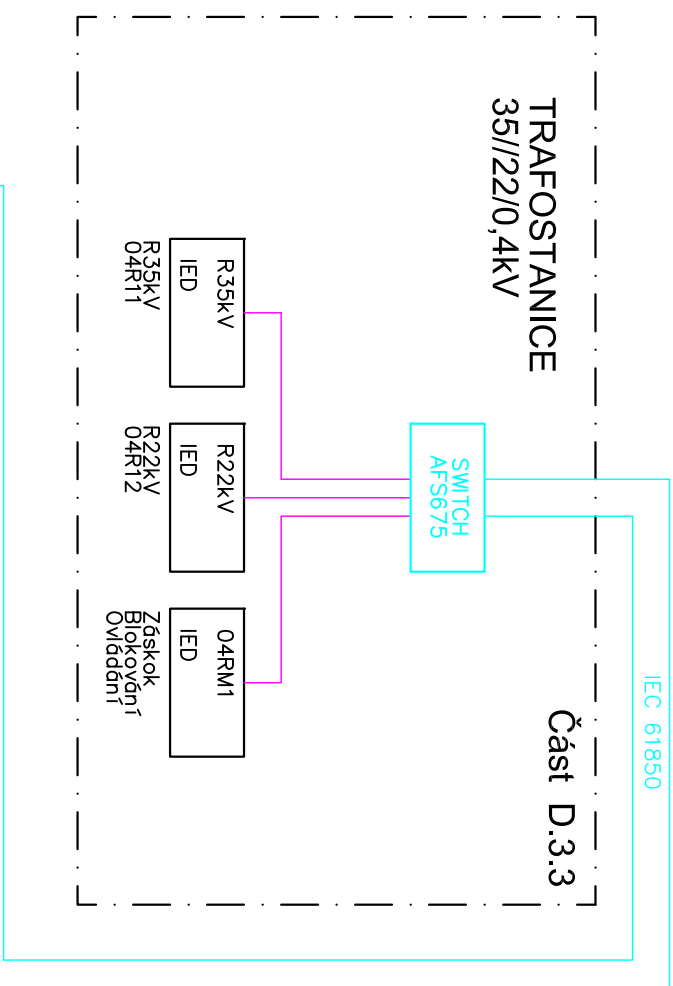 TRAFOSTANICE
35//22/0,4kV
Část D.3.3
IEC 61850
SWITCH
AFS675
R35kV
IED
R35kV
04R11
R22kV
IED
R22kV
04R12
04RM1
IED
Záskok
Blokování
Ovládání